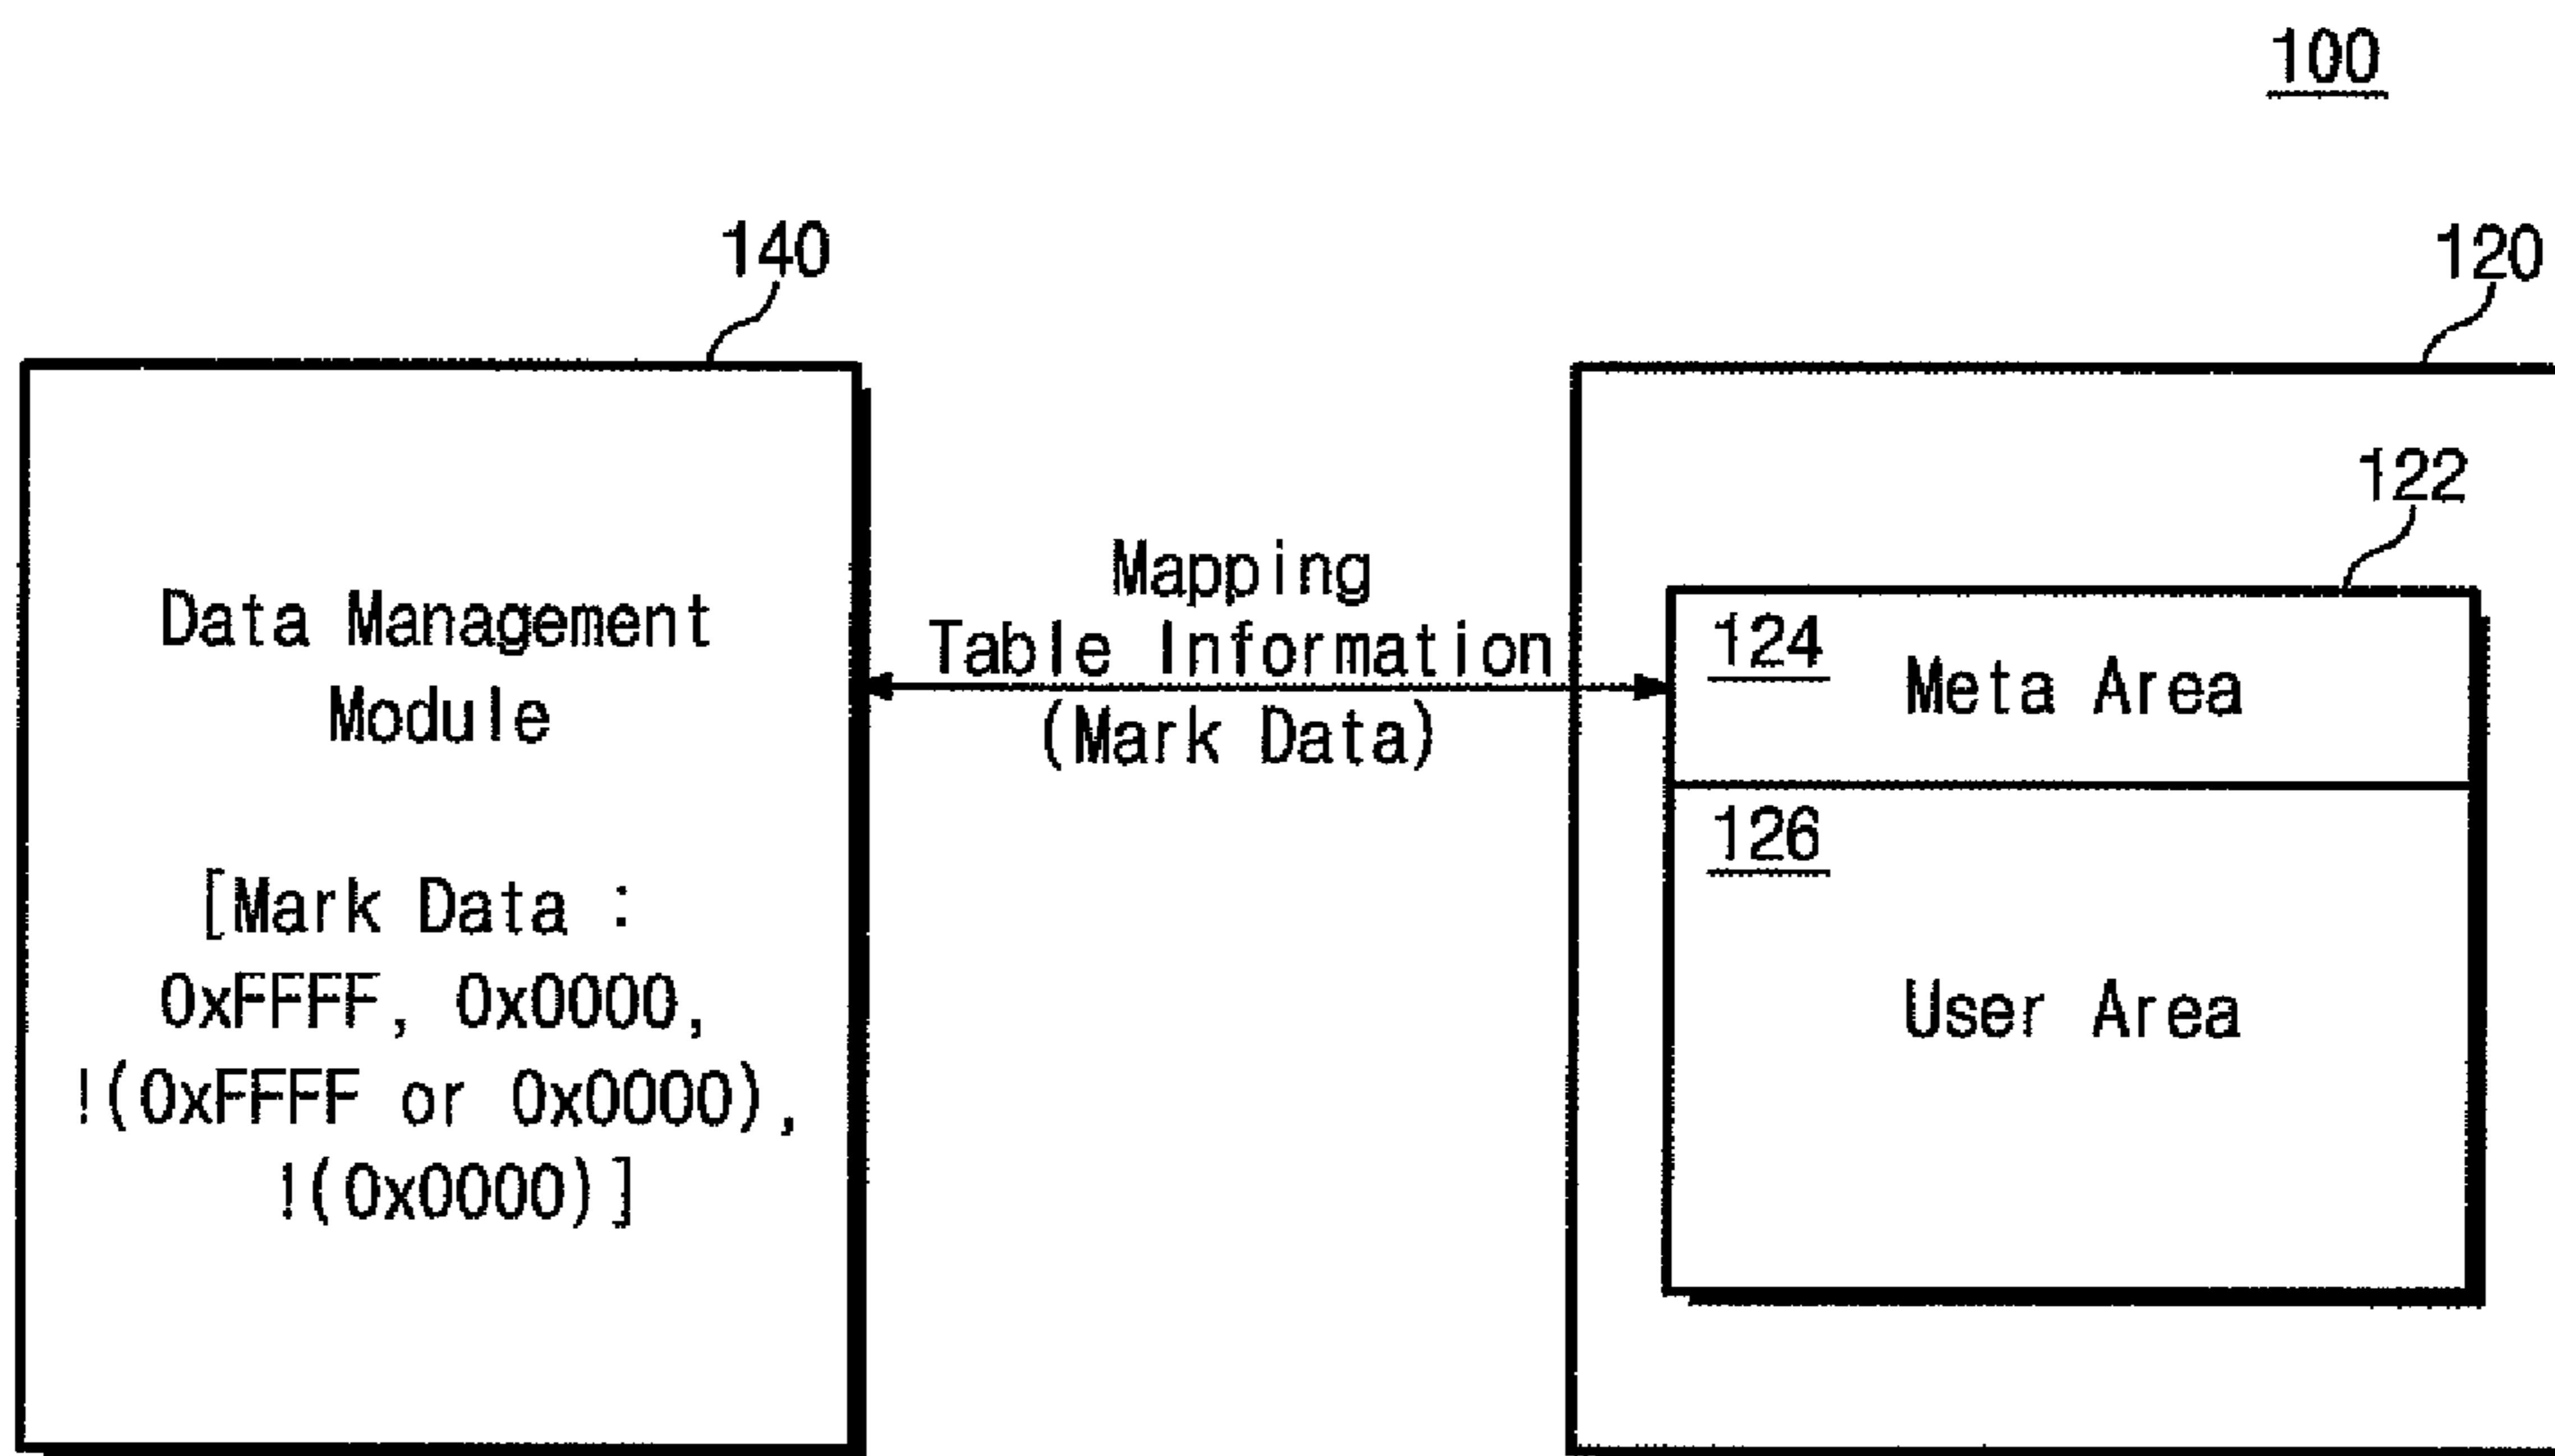 100
140
120
Data Management
Module
[Mark Data :
0xFFFF, 0x0000,
!(0xFFFF or 0x0000),
!(0x0000)]
Mapping
Table Information
(Mark Data)
122
124
Meta Area
126
User Area